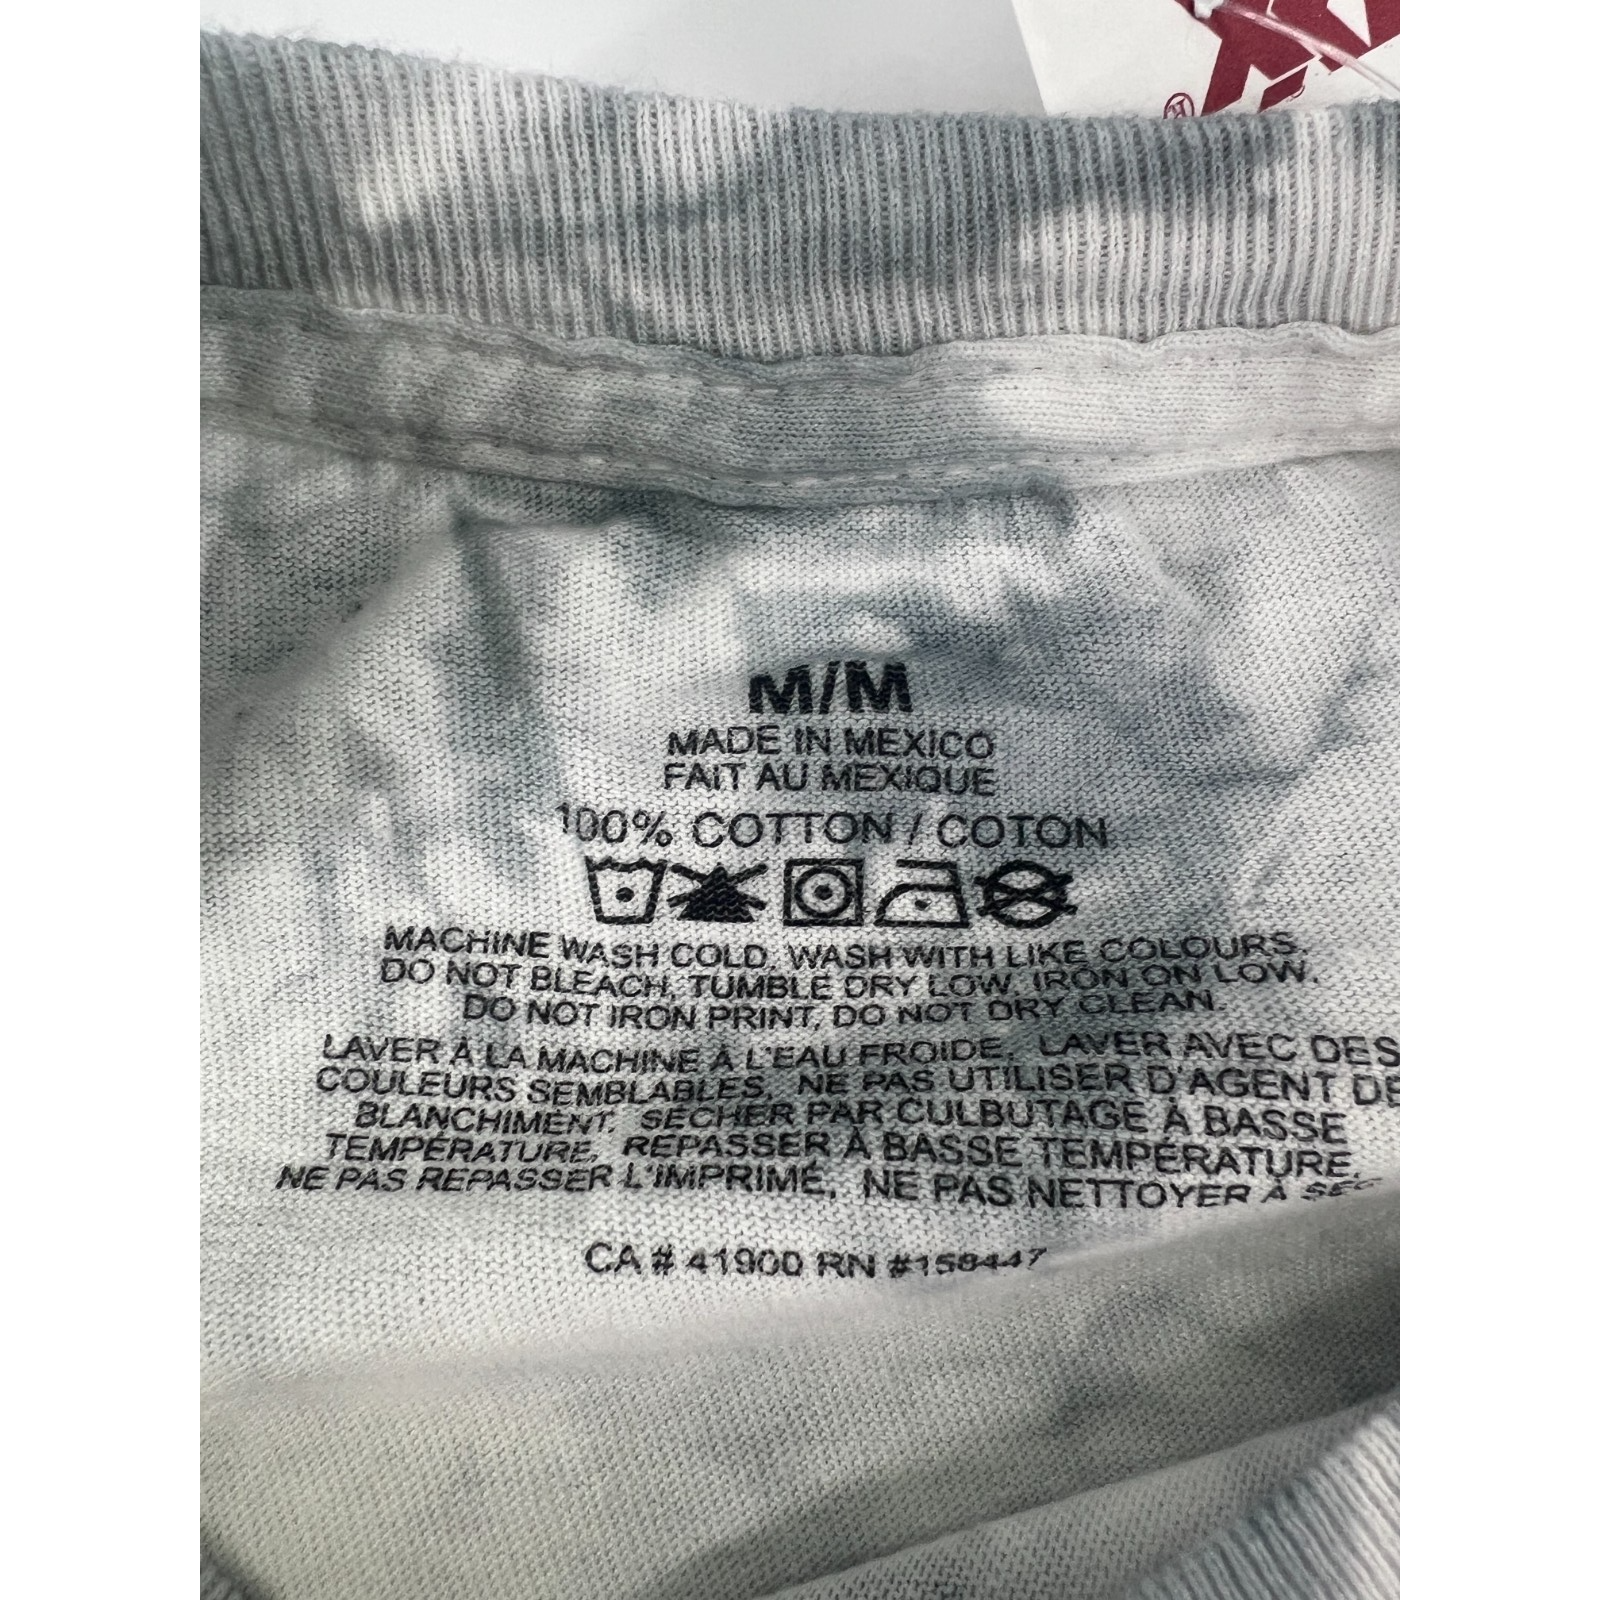 ®
M/M
MADE IN MEXICO
FAIT AU MEXIQUE
100% COTTON / COTON
MACHINE WASH COLD, WASH WITH LIKE COLOURS.
DO NOT BLEACH, TUMBLE DRY LOW, IRON ON LOW.
DO NOT IRON PRINT, DO NOT DRY CLEAN.
LAVER À LA MACHINE À L'EAU FROIDE, LAVER AVEC DES
COULEURS SEMBLABLES, NE PAS UTILISER D'AGENT DE
BLANCHIMENT, SÉCHER PAR CULBUTAGE À BASSE
TEMPÉRATURE, REPASSER À BASSE TEMPÉRATURE,
NE PAS REPASSER L'IMPRIMÉ, NE PAS NETTOYER À SEC
CA # 41900 RN #158447